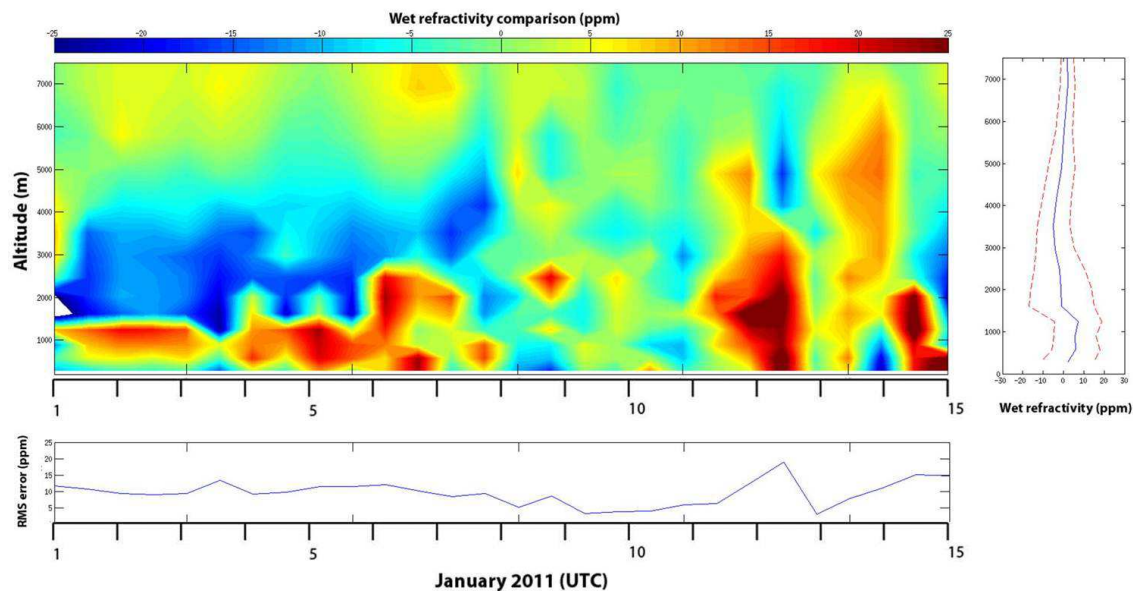 Wet refractivity comparison (ppm)
-25 -20 -15 -10 -5 0 5 10 15 20 25
Altitude (m)
7000
6000
5000
4000
3000
2000
1000
1 5 10 15
7000
6000
5000
4000
3000
2000
1000
0
-30 -20 -10 0 10 20 30
Wet refractivity (ppm)
RMS error (ppm)
25
20
15
10
5
1 5 10 15
January 2011 (UTC)